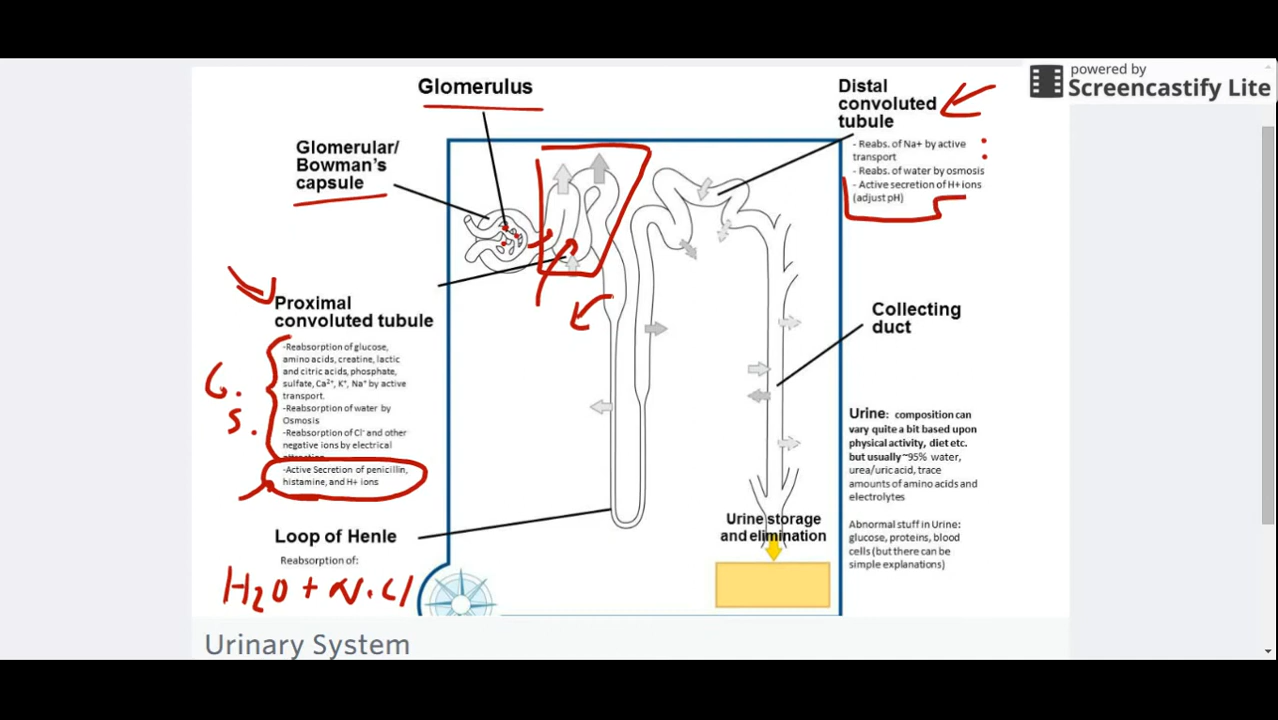 powered by
Screencastify Lite
Glomerulus
Distal
convoluted
tubule
- Reabs. of Na+ by active
transport
- Reabs. of water by osmosis
- Active secretion of H+ ions
(adjust pH)
Glomerular/
Bowman's
capsule
Proximal
convoluted tubule
-Reabsorption of glucose,
amino acids, creatine, lactic
and citric acids, phosphate,
sulfate, Ca²⁺, K⁺, Na⁺ by active
transport.
-Reabsorption of water by
Osmosis
-Reabsorption of Cl⁻ and other
negative ions by electrical
attraction
-Active Secretion of penicillin,
histamine, and H+ ions
G.
S.
Collecting
duct
Urine: composition can
vary quite a bit based upon
physical activity, diet etc.
but usually ~95% water,
urea/uric acid, trace
amounts of amino acids and
electrolytes
Abnormal stuff in Urine:
glucose, proteins, blood
cells (but there can be
simple explanations)
Loop of Henle
Reabsorption of:
H2O +
Urine storage
and elimination
Urinary System